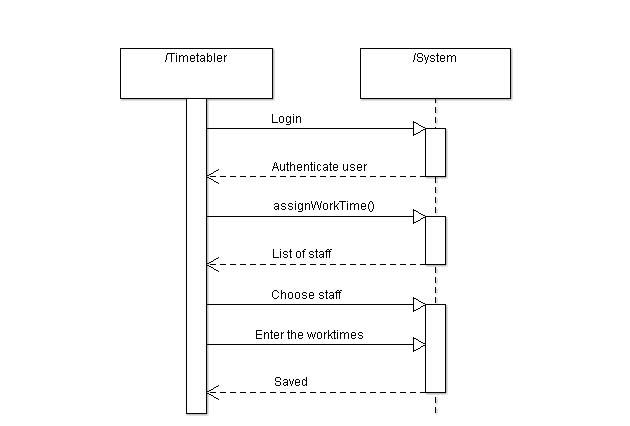 /Timetabler
/System
Login
Authenticate user
assignWorkTime()
List of staff
Choose staff
Enter the worktimes
Saved